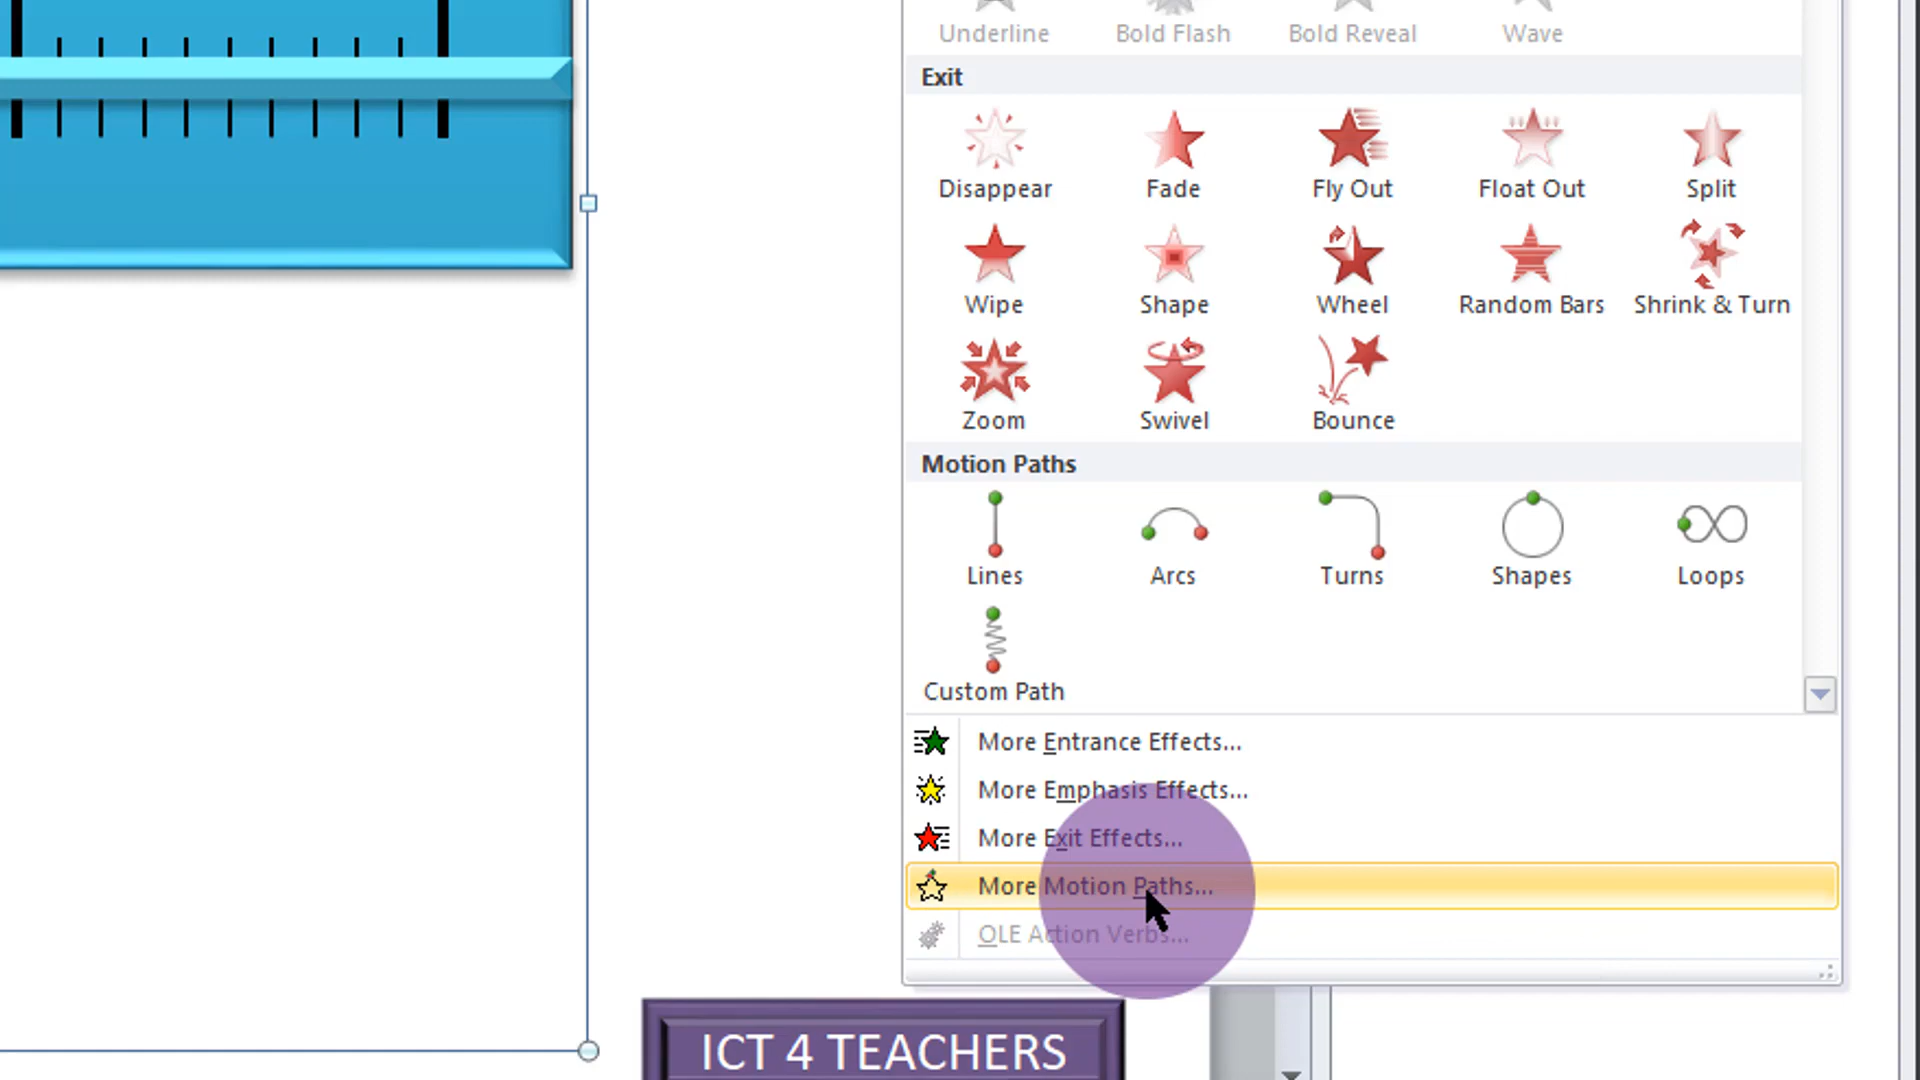 Underline Bold Flash Bold Reveal Wave
Exit
Disappear Fade Fly Out Float Out Split
Wipe Shape Wheel Random Bars Shrink & Turn
Zoom Swivel Bounce
Motion Paths
Lines Arcs Turns Shapes Loops
Custom Path
More Entrance Effects...
More Emphasis Effects...
More Exit Effects...
More Motion Paths...
OLE Action Verbs...
ICT 4 TEACHERS